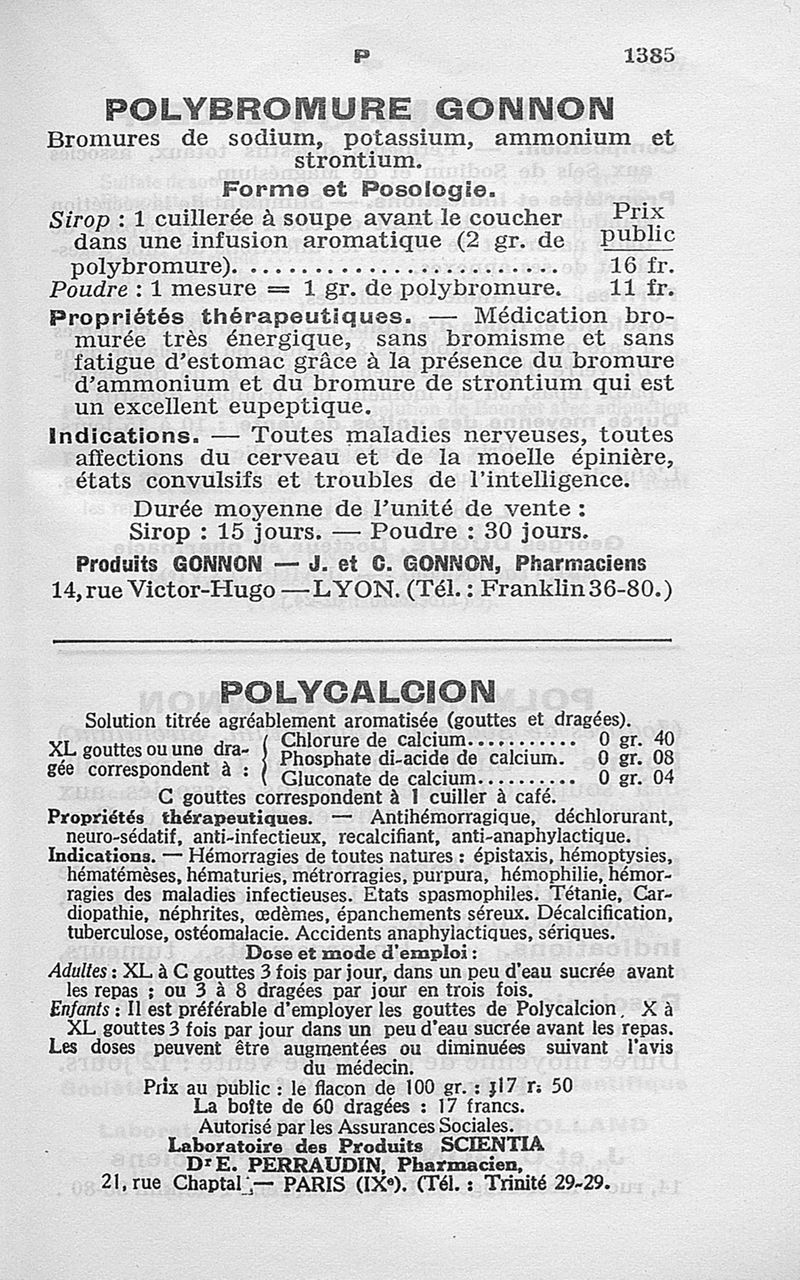 P 1385
POLYBROMURE GONNON
Bromures de sodium, potassium, ammonium et
strontium.
Forme et Posologie.
Sirop : 1 cuillerée à soupe avant le coucher Prix
dans une infusion aromatique (2 gr. de public
polybromure). .......................... 16 fr.
Poudre : 1 mesure = 1 gr. de polybromure. 11 fr.
Propriétés thérapeutiques. — Médication bro-
murée très énergique, sans bromisme et sans
fatigue d'estomac grâce à la présence du bromure
d'ammonium et du bromure de strontium qui est
un excellent eupeptique.
Indications. — Toutes maladies nerveuses, toutes
affections du cerveau et de la moelle épinière,
états convulsifs et troubles de l'intelligence.
Durée moyenne de l'unité de vente :
Sirop : 15 jours. — Poudre : 30 jours.
Produits GONNON — J. et C. GONNON, Pharmaciens
14, rue Victor-Hugo — LYON. (Tél. : Franklin 36-80.)
POLYCALCION
Solution titrée agréablement aromatisée (gouttes et dragées).
XL gouttes ou une dra-
gée correspondent à :
Chlorure de calcium........... 0 gr. 40
Phosphate di-acide de calcium. 0 gr. 08
Gluconate de calcium.......... 0 gr. 04
C gouttes correspondent à 1 cuiller à café.
Propriétés thérapeutiques. — Antihémorragique, déchlorurant,
neuro-sédatif, anti-infectieux, recalcifiant, anti-anaphylactique.
Indications. — Hémorragies de toutes natures : épistaxis, hémoptysies,
hématémèses, hématuries, métrorragies, purpura, hémophilie, hémor-
ragies des maladies infectieuses. Etats spasmophiles. Tétanie, Car-
diopathie, néphrites, œdèmes, épanchements séreux. Décalcification,
tuberculose, ostéomalacie. Accidents anaphylactiques, sériques.
Dose et mode d'emploi :
Adultes : XL à C gouttes 3 fois par jour, dans un peu d'eau sucrée avant
les repas ; ou 3 à 8 dragées par jour en trois fois.
Enfants : Il est préférable d'employer les gouttes de Polycalcion. X à
XL gouttes 3 fois par jour dans un peu d'eau sucrée avant les repas.
Les doses peuvent être augmentées ou diminuées suivant l'avis
du médecin.
Prix au public : le flacon de 100 gr. : j17 r. 50
La boîte de 60 dragées : 17 francs.
Autorisé par les Assurances Sociales.
Laboratoire des Produits SCIENTIA
Dr E. PERRAUDIN, Pharmacien,
21, rue Chaptal — PARIS (IXe). (Tél. : Trinité 29-29.